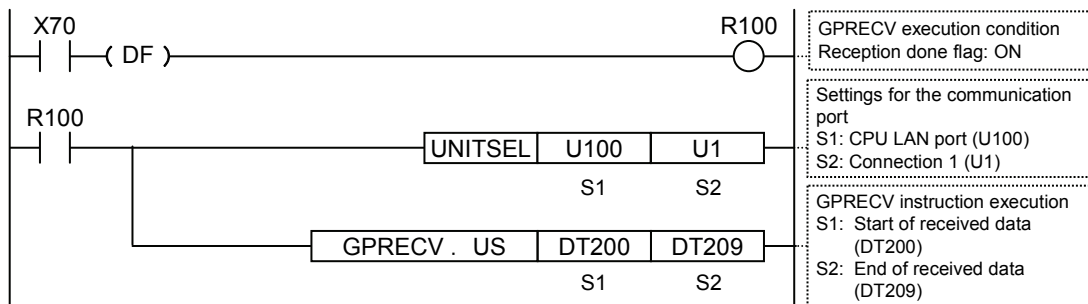 X70
( DF )
R100
GPRECV execution condition
Reception done flag: ON
R100
UNITSEL U100 U1
S1 S2
Settings for the communication
port
S1: CPU LAN port (U100)
S2: Connection 1 (U1)
GPRECV . US DT200 DT209
S1 S2
GPRECV instruction execution
S1: Start of received data
(DT200)
S2: End of received data
(DT209)